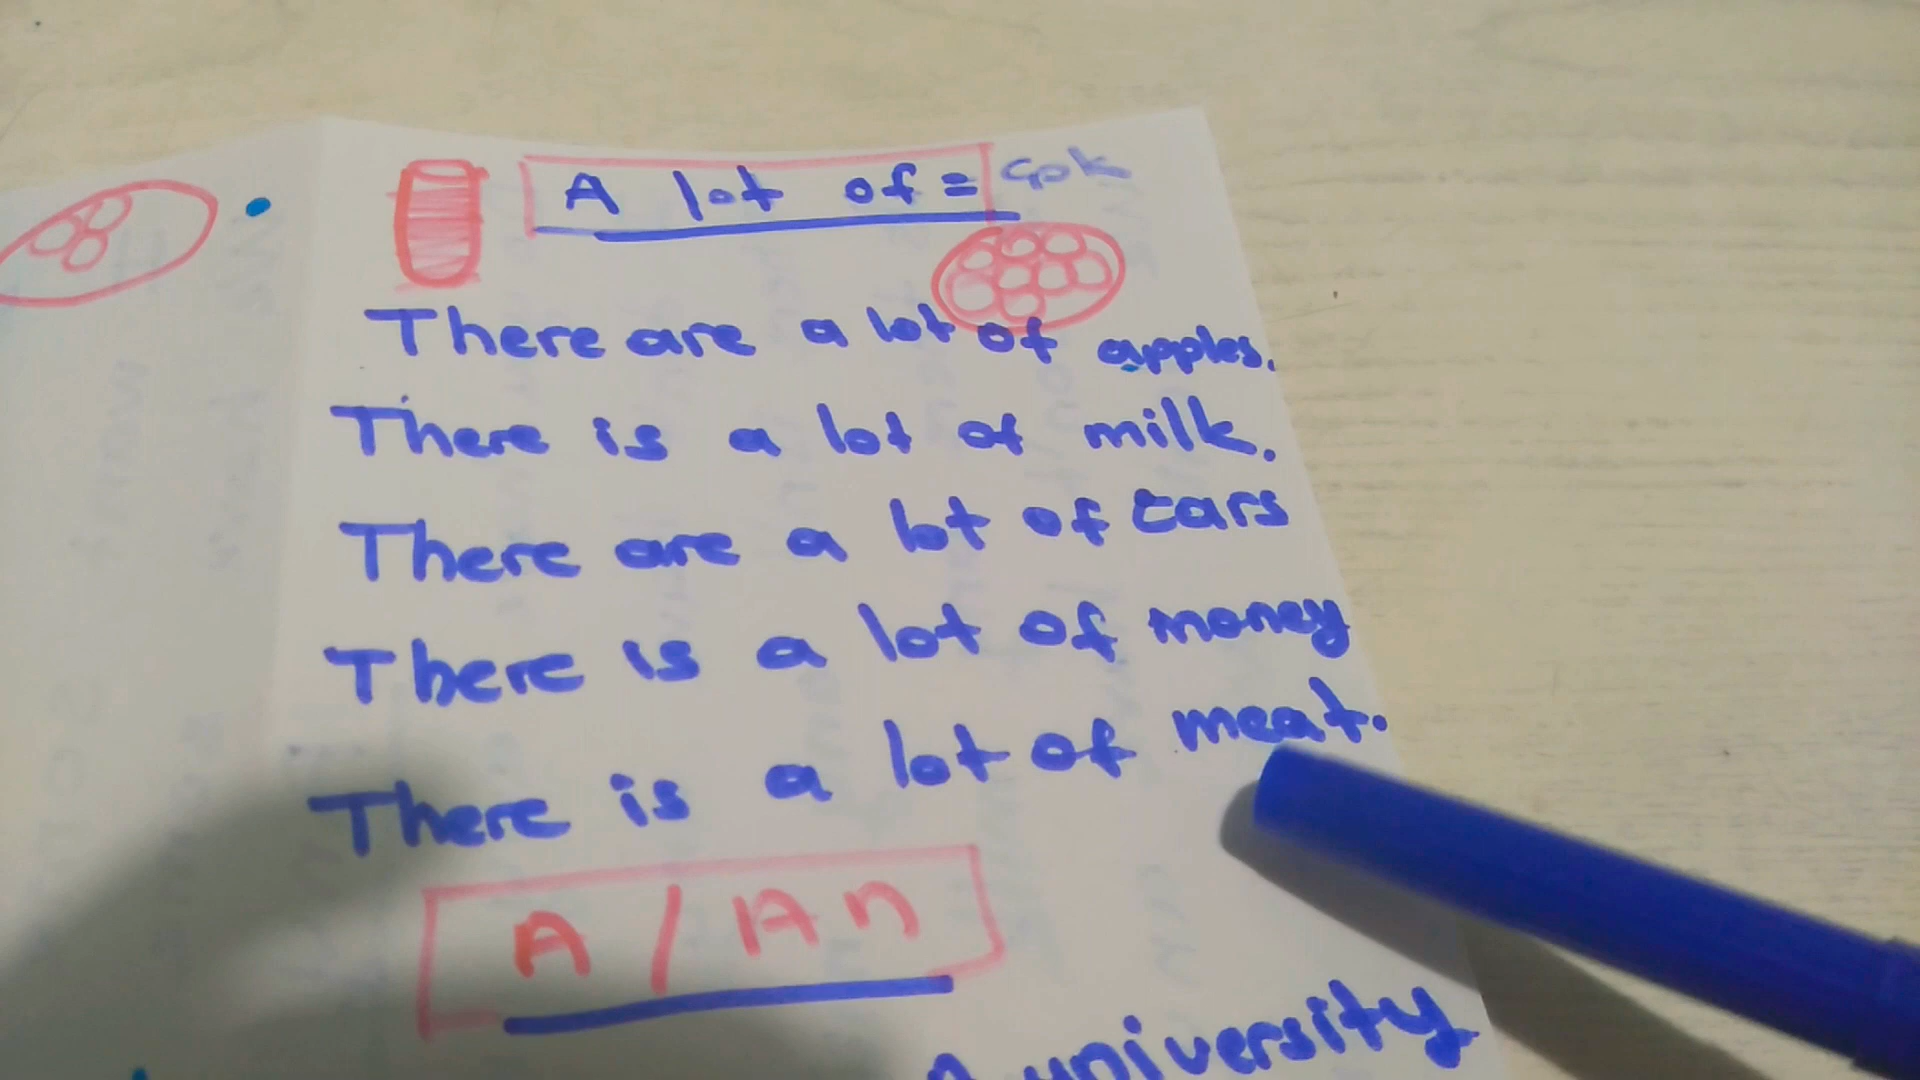 A lot of = çok
There are a lot of apples.
There is a lot of milk.
There are a lot of cars
There is a lot of money
There is a lot of meat.
A / An
A university